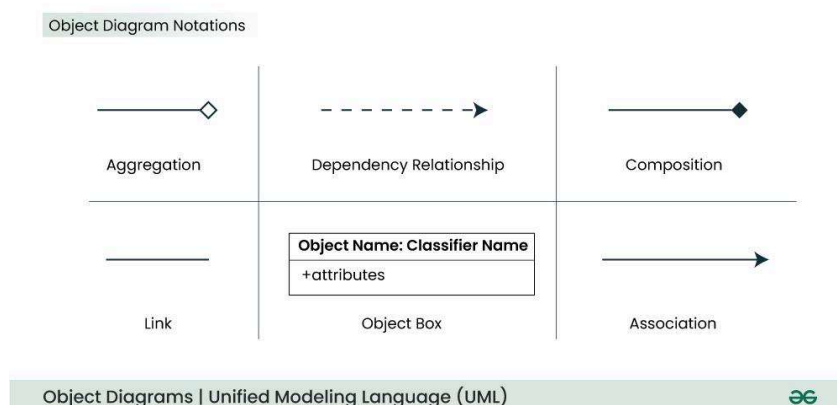 Object Diagram Notations
Aggregation
Dependency Relationship
Composition
Object Name: Classifier Name
+attributes
Link
Object Box
Association
Object Diagrams | Unified Modeling Language (UML)